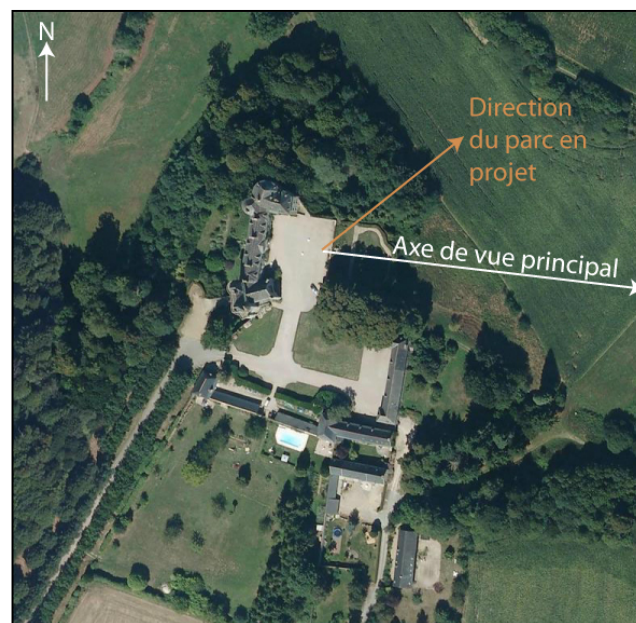 N
Direction
du parc en
projet
Axe de vue principal